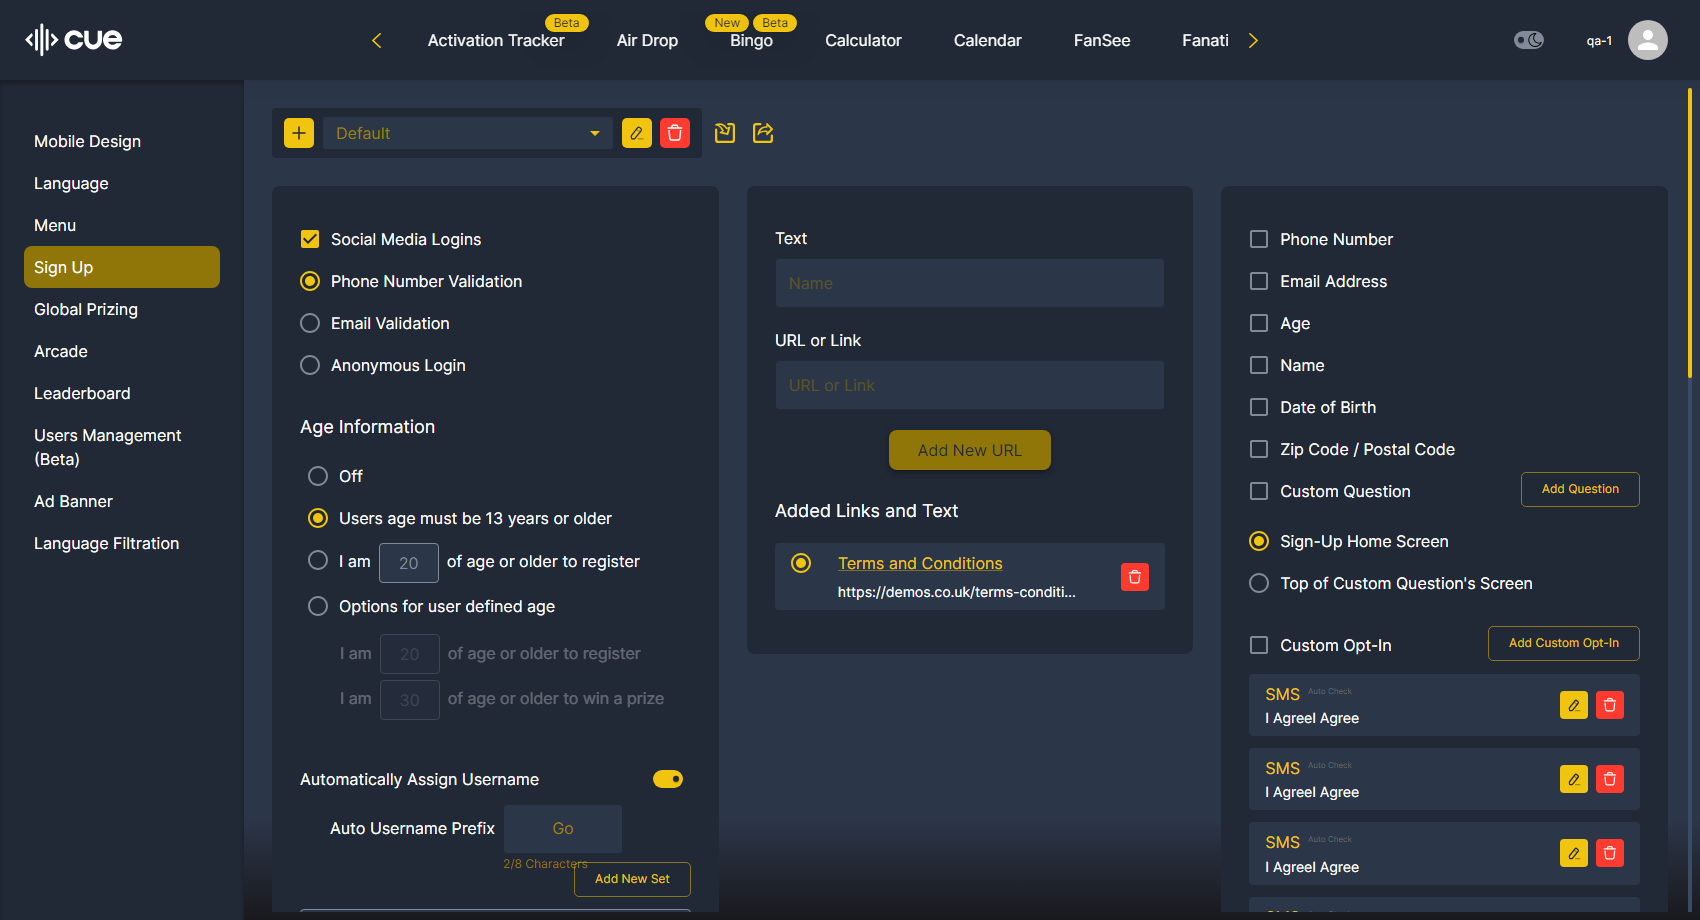 cue
Activation Tracker
Beta
Air Drop
New
Beta
Bingo
Calculator
Calendar
FanSee
Fanati
qa-1
Mobile Design
Language
Menu
Sign Up
Global Prizing
Arcade
Leaderboard
Users Management
(Beta)
Ad Banner
Language Filtration
Default
Social Media Logins
Phone Number Validation
Email Validation
Anonymous Login
Age Information
Off
Users age must be 13 years or older
I am 20 of age or older to register
Options for user defined age
I am 20 of age or older to register
I am 30 of age or older to win a prize
Automatically Assign Username
Auto Username Prefix Go
2/8 Characters
Add New Set
Text
Name
URL or Link
URL or Link
Add New URL
Added Links and Text
Terms and Conditions
https://demos.co.uk/terms-conditi...
Phone Number
Email Address
Age
Name
Date of Birth
Zip Code / Postal Code
Custom Question
Add Question
Sign-Up Home Screen
Top of Custom Question's Screen
Custom Opt-In
Add Custom Opt-In
SMS Auto Check
I AgreeI Agree
SMS Auto Check
I AgreeI Agree
SMS Auto Check
I AgreeI Agree